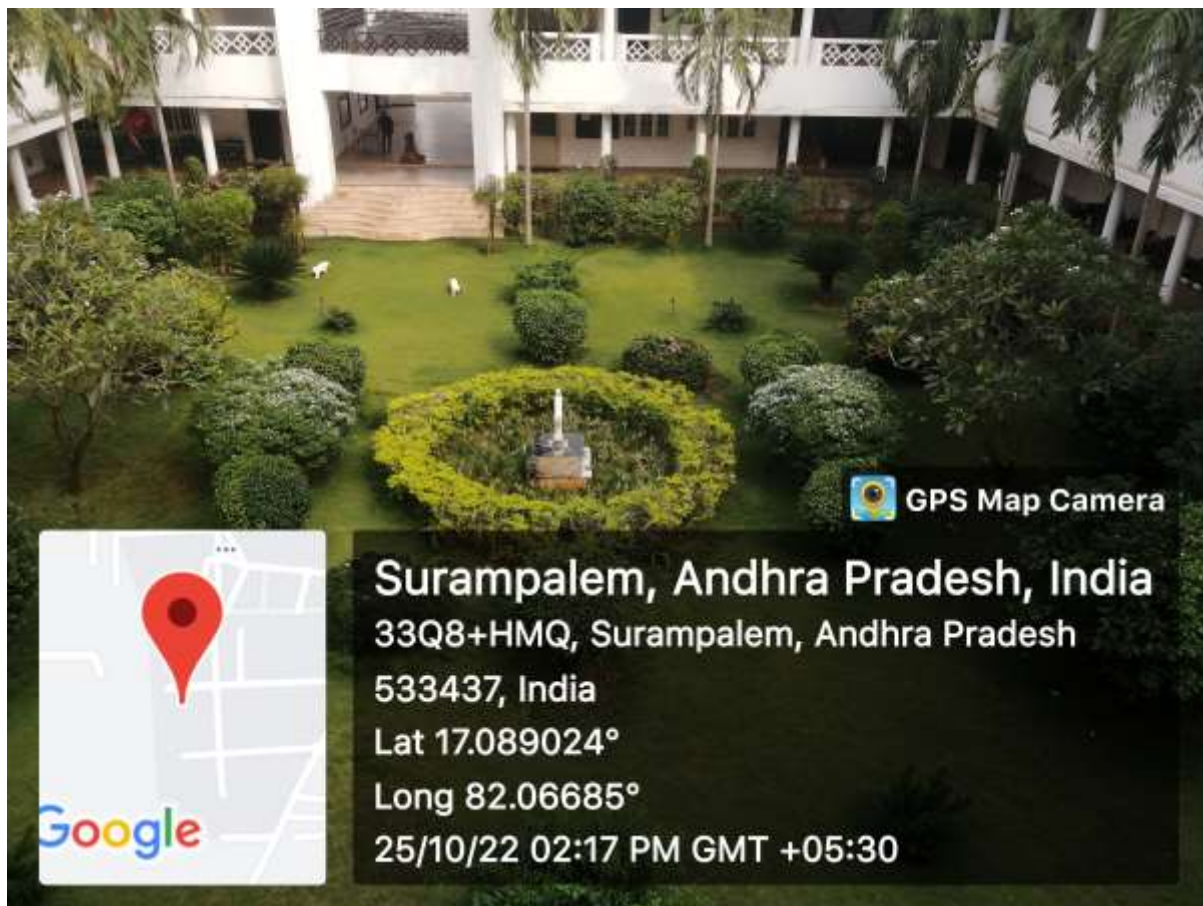 GPS Map Camera
Surampalem, Andhra Pradesh, India
33Q8+HMQ, Surampalem, Andhra Pradesh
533437, India
Lat 17.089024°
Long 82.06685°
25/10/22 02:17 PM GMT +05:30
Google